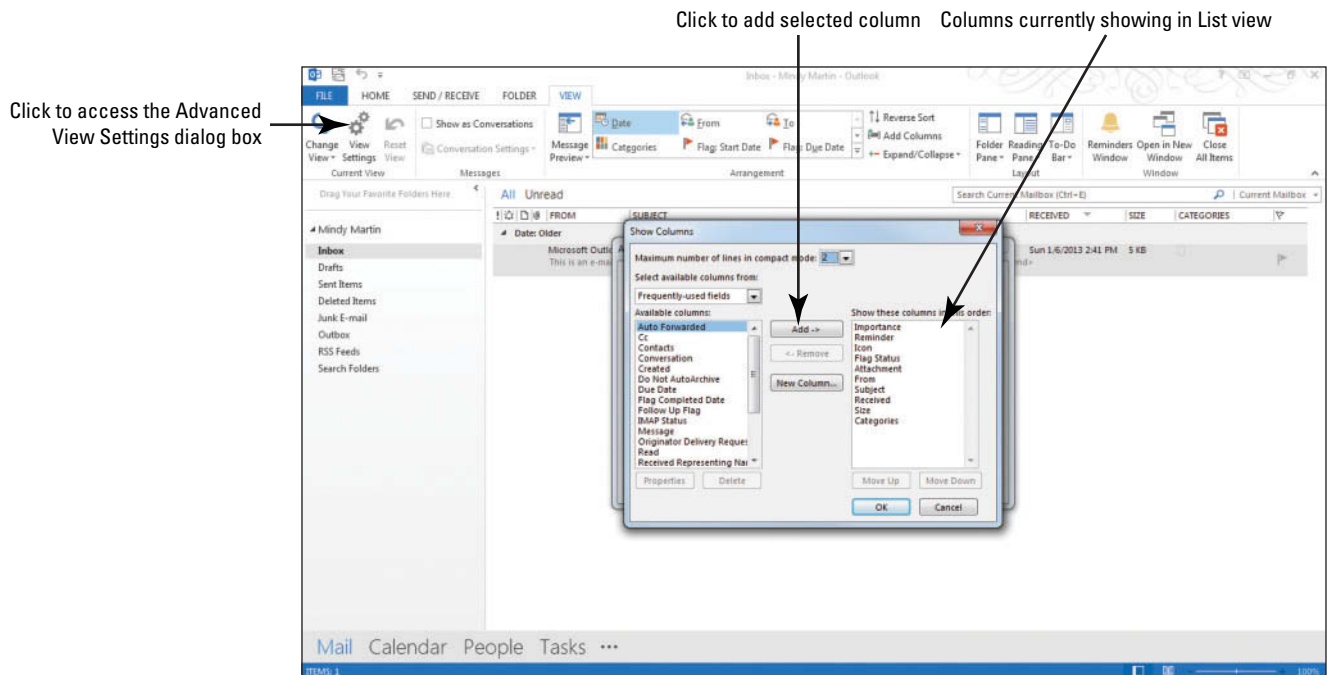 Click to add selected column Columns currently showing in List view
Click to access the Advanced
View Settings dialog box
Inbox - Mindy Martin - Outlook
FILE HOME SEND / RECEIVE FOLDER VIEW
Change View
View Settings
Reset
View
Current View
Show as Conversations
Conversation Settings
Messages
Message
Preview
Date From To
Categories Flag: Start Date Flag: Due Date
Reverse Sort
Add Columns
Expand/Collapse
Arrangement
Folder
Pane
Reading
Pane
To-Do
Bar
Layout
Reminders
Window
Open in New
Window
Close
All Items
Window
Drag Your Favorite Folders Here
All Unread
Search Current Mailbox (Ctrl+E)
Current Mailbox
Mindy Martin
Inbox
Drafts
Sent Items
Deleted Items
Junk E-mail
Outbox
RSS Feeds
Search Folders
FROM SUBJECT RECEIVED SIZE CATEGORIES
Date: Older
Microsoft Sun 1/6/2013 2:41 PM 5 KB
This is an
Show Columns
Maximum number of lines in compact mode: 2
Select available columns from:
Frequently-used fields
Available columns:
Auto Forwarded
Cc
Contacts
Conversation
Created
Do Not AutoArchive
Due Date
Flag Completed Date
Follow Up Flag
IMAP Status
Message
Originator Delivery Reques
Read
Received Representing Na
Properties Delete
Add ->
<- Remove
New Column...
Show these columns in this order:
Importance
Reminder
Icon
Flag Status
Attachment
From
Subject
Received
Size
Categories
Move Up Move Down
OK Cancel
Mail Calendar People Tasks •••
ITEMS: 1
100%